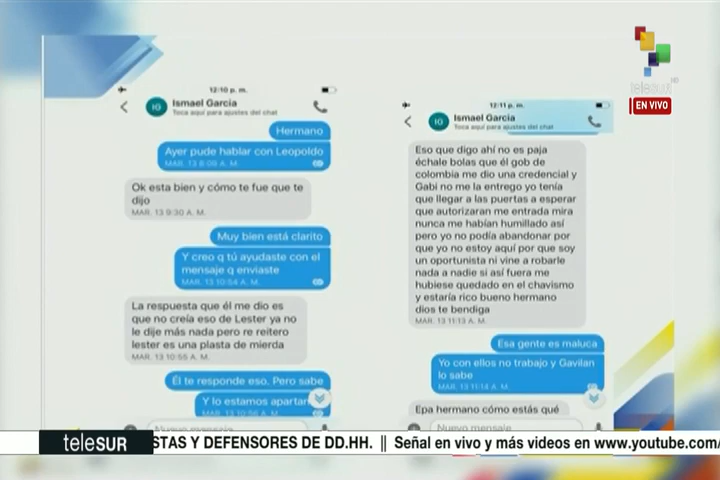 telesur
HD
EN VIVO
12:10 p. m.
IG
Ismael Garcia
Toca aquí para ajustes del chat
Hermano
Ayer pude hablar con Leopoldo
MAR. 13 8:08 A. M.
Ok esta bien y cómo te fue que te
dijo
MAR. 13 9:30 A. M.
Muy bien está clarito
Y creo q tú ayudaste con el
mensaje q enviaste
MAR. 13 10:54 A. M.
La respuesta que él me dio es
que no creía eso de Lester ya no
le dije más nada pero re reitero
lester es una plasta de mierda
MAR. 13 10:55 A. M.
Él te responde eso. Pero sabe
Y lo estamos apartan
MAR. 13 10:56 A. M.
Nuevo mensaje
12:11 p. m.
IG
Ismael Garcia
Toca aquí para ajustes del chat
Eso que digo ahí no es paja
échale bolas que él gob de
colombia me dio una credencial y
Gabi no me la entrego yo tenía
que llegar a las puertas a esperar
que autorizaran me entrada mira
nunca me habían humillado así
pero yo no podía abandonar por
que yo no estoy aquí por que soy
un oportunista ni vine a robarle
nada a nadie si así fuera me
hubiese quedado en el chavismo
y estaría rico bueno hermano
dios te bendiga
MAR. 13 11:13 A. M.
Esa gente es maluca
Yo con ellos no trabajo y Gavilan
lo sabe
MAR. 13 11:14 A. M.
Epa hermano cómo estás qué
Nuevo mensaje
telesur
STAS Y DEFENSORES DE DD.HH. || Señal en vivo y más videos en www.youtube.com/